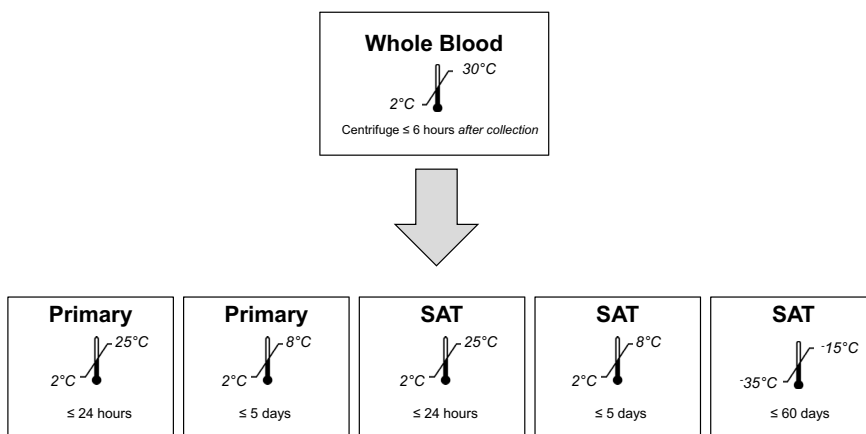 Whole Blood
30°C
2°C
Centrifuge ≤ 6 hours after collection
Primary
25°C
2°C
≤ 24 hours
Primary
8°C
2°C
≤ 5 days
SAT
25°C
2°C
≤ 24 hours
SAT
8°C
2°C
≤ 5 days
SAT
-15°C
-35°C
≤ 60 days